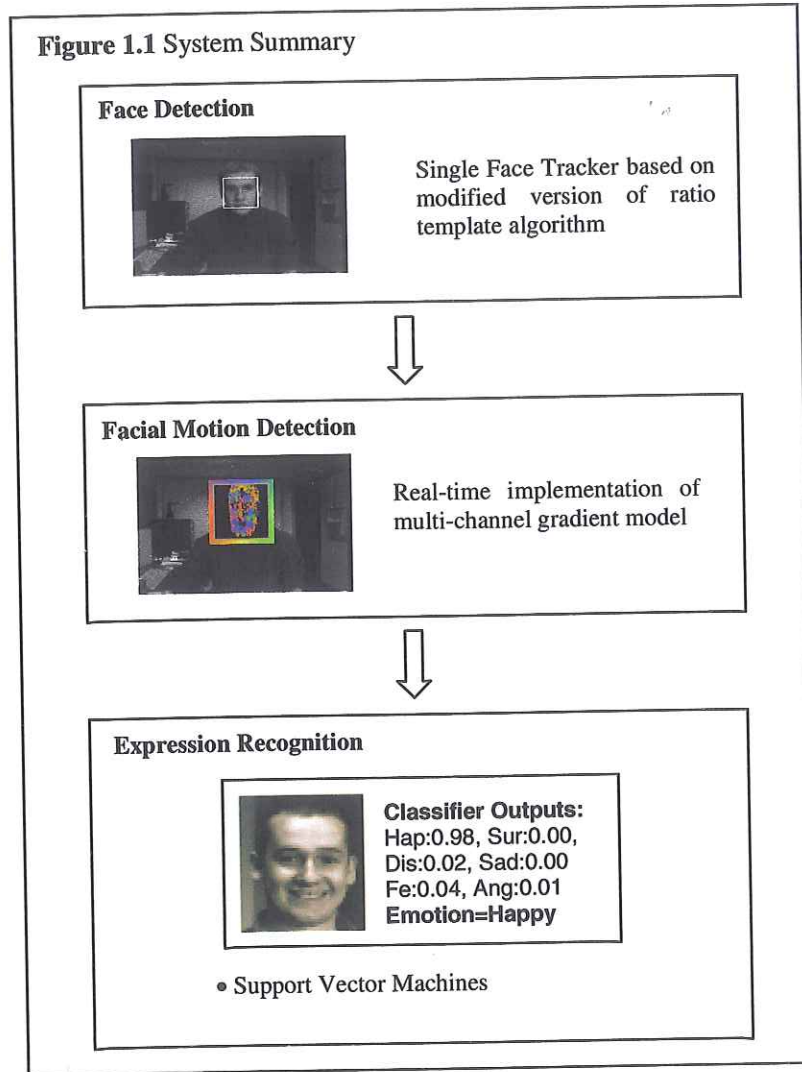 Figure 1.1 System Summary
Face Detection
Single Face Tracker based on
modified version of ratio
template algorithm
Facial Motion Detection
Real-time implementation of
multi-channel gradient model
Expression Recognition
Classifier Outputs:
Hap:0.98, Sur:0.00,
Dis:0.02, Sad:0.00
Fe:0.04, Ang:0.01
Emotion=Happy
• Support Vector Machines